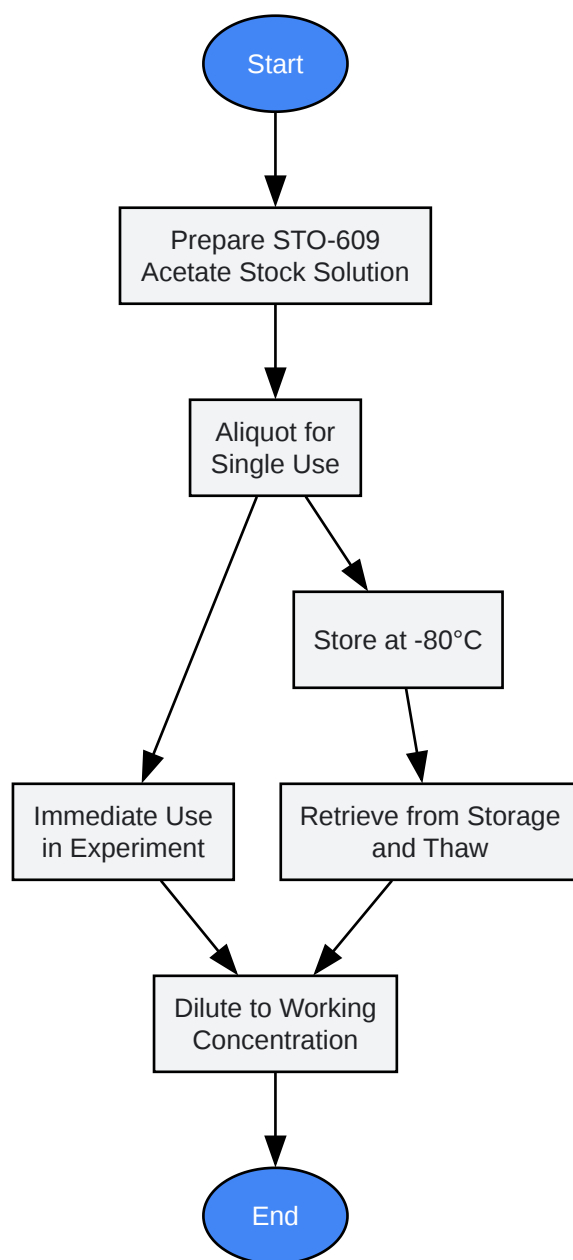 Start
Prepare STO-609
Acetate Stock Solution
Aliquot for
Single Use
Store at -80°C
Immediate Use
in Experiment
Retrieve from Storage
and Thaw
Dilute to Working
Concentration
End